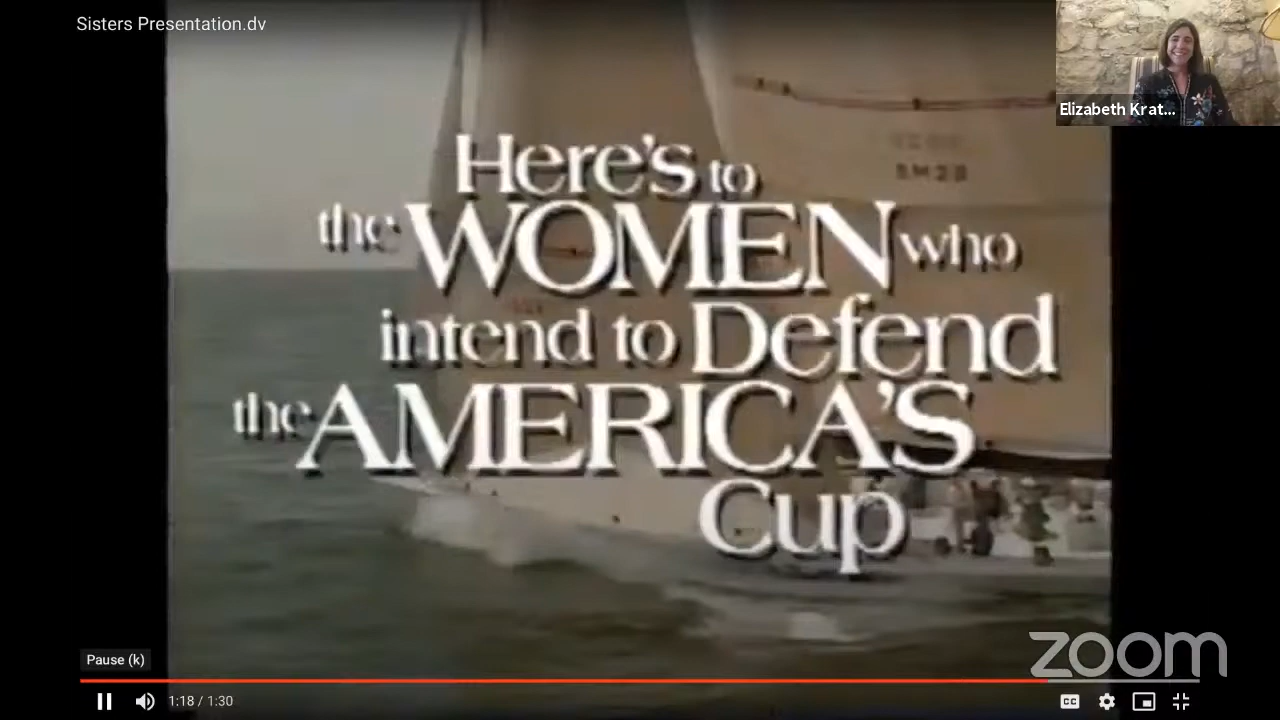 Sisters Presentation.dv
Elizabeth Krat...
Here's to
the WOMEN who
intend to Defend
the AMERICA'S
Cup
Pause (k)
zoom
1:18 / 1:30
CC